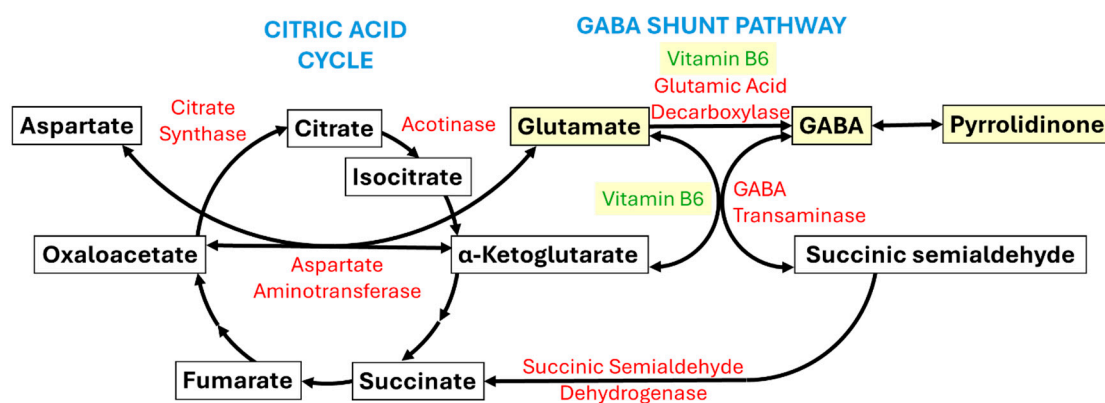 CITRIC ACID
CYCLE
GABA SHUNT PATHWAY
Vitamin B6
Glutamic Acid
Decarboxylase
Citrate
Synthase
Aspartate
Citrate
Acotinase
Glutamate
GABA
Pyrrolidinone
Isocitrate
Vitamin B6
GABA
Transaminase
Oxaloacetate
α-Ketoglutarate
Succinic semialdehyde
Aspartate
Aminotransferase
Fumarate
Succinate
Succinic Semialdehyde
Dehydrogenase